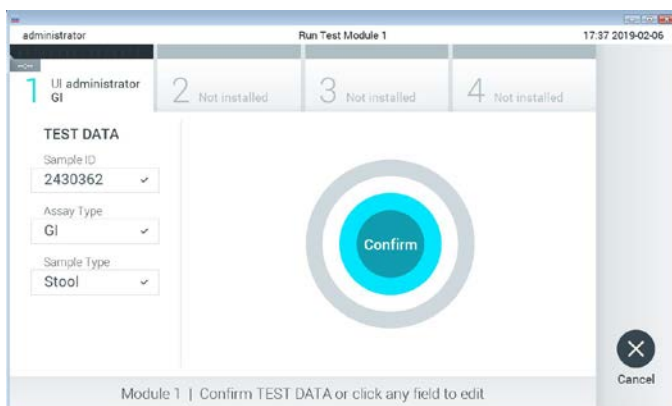 administrator Run Test Module 1 17:37 2019-02-06
1 UI administrator GI
2 Not installed
3 Not installed
4 Not installed
TEST DATA
Sample ID
2430362
Assay Type
GI
Sample Type
Stool
Confirm
Cancel
Module 1 | Confirm TEST DATA or click any field to edit